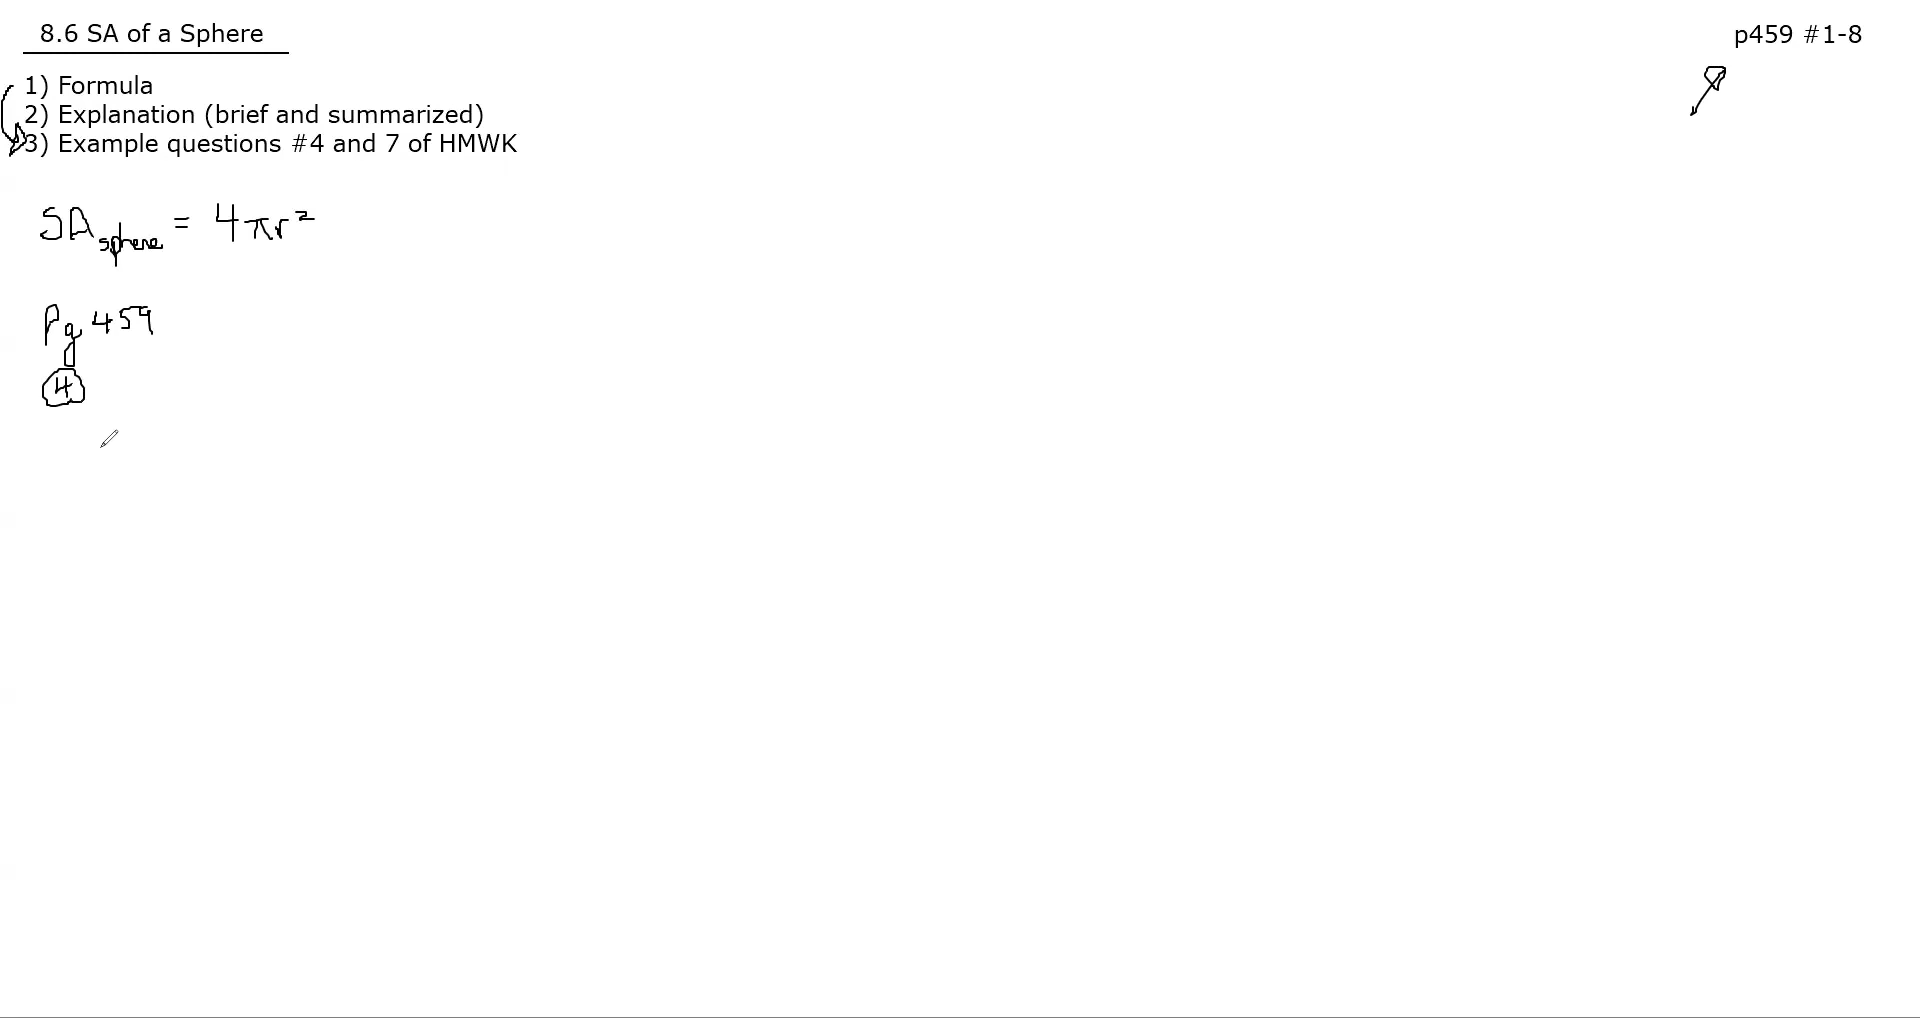 8.6 SA of a Sphere
p459 #1-8
1) Formula
2) Explanation (brief and summarized)
3) Example questions #4 and 7 of HMWK
SA sphere = 4πr²
Pg 459
4